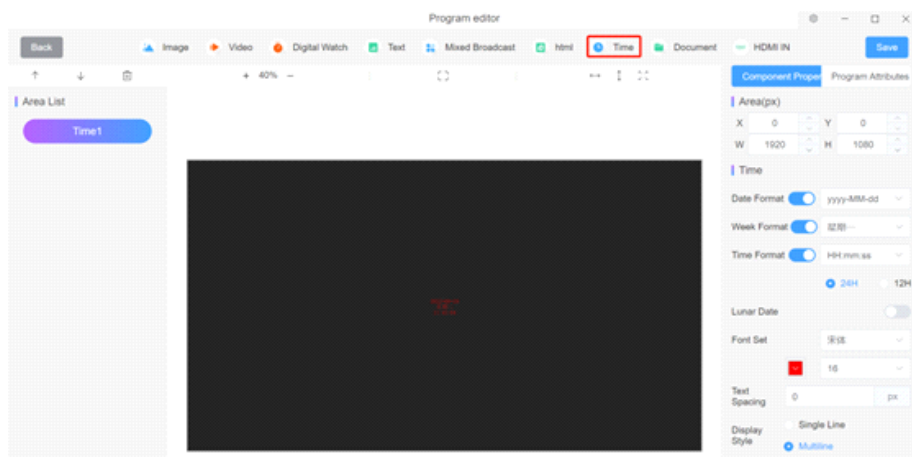 Program editor
Back
Image
Video
Digital Watch
Text
Mixed Broadcast
html
Time
Document
HDMI IN
Save
+ 40% −
Component Proper
Program Attributes
Area List
Time1
Area(px)
X 0 Y 0
W 1920 H 1080
Time
Date Format yyyy-MM-dd
Week Format 星期一
Time Format HH:mm:ss
24H 12H
Lunar Date
Font Set 宋体
16
Text Spacing 0 px
Display Style Single Line
Multiline